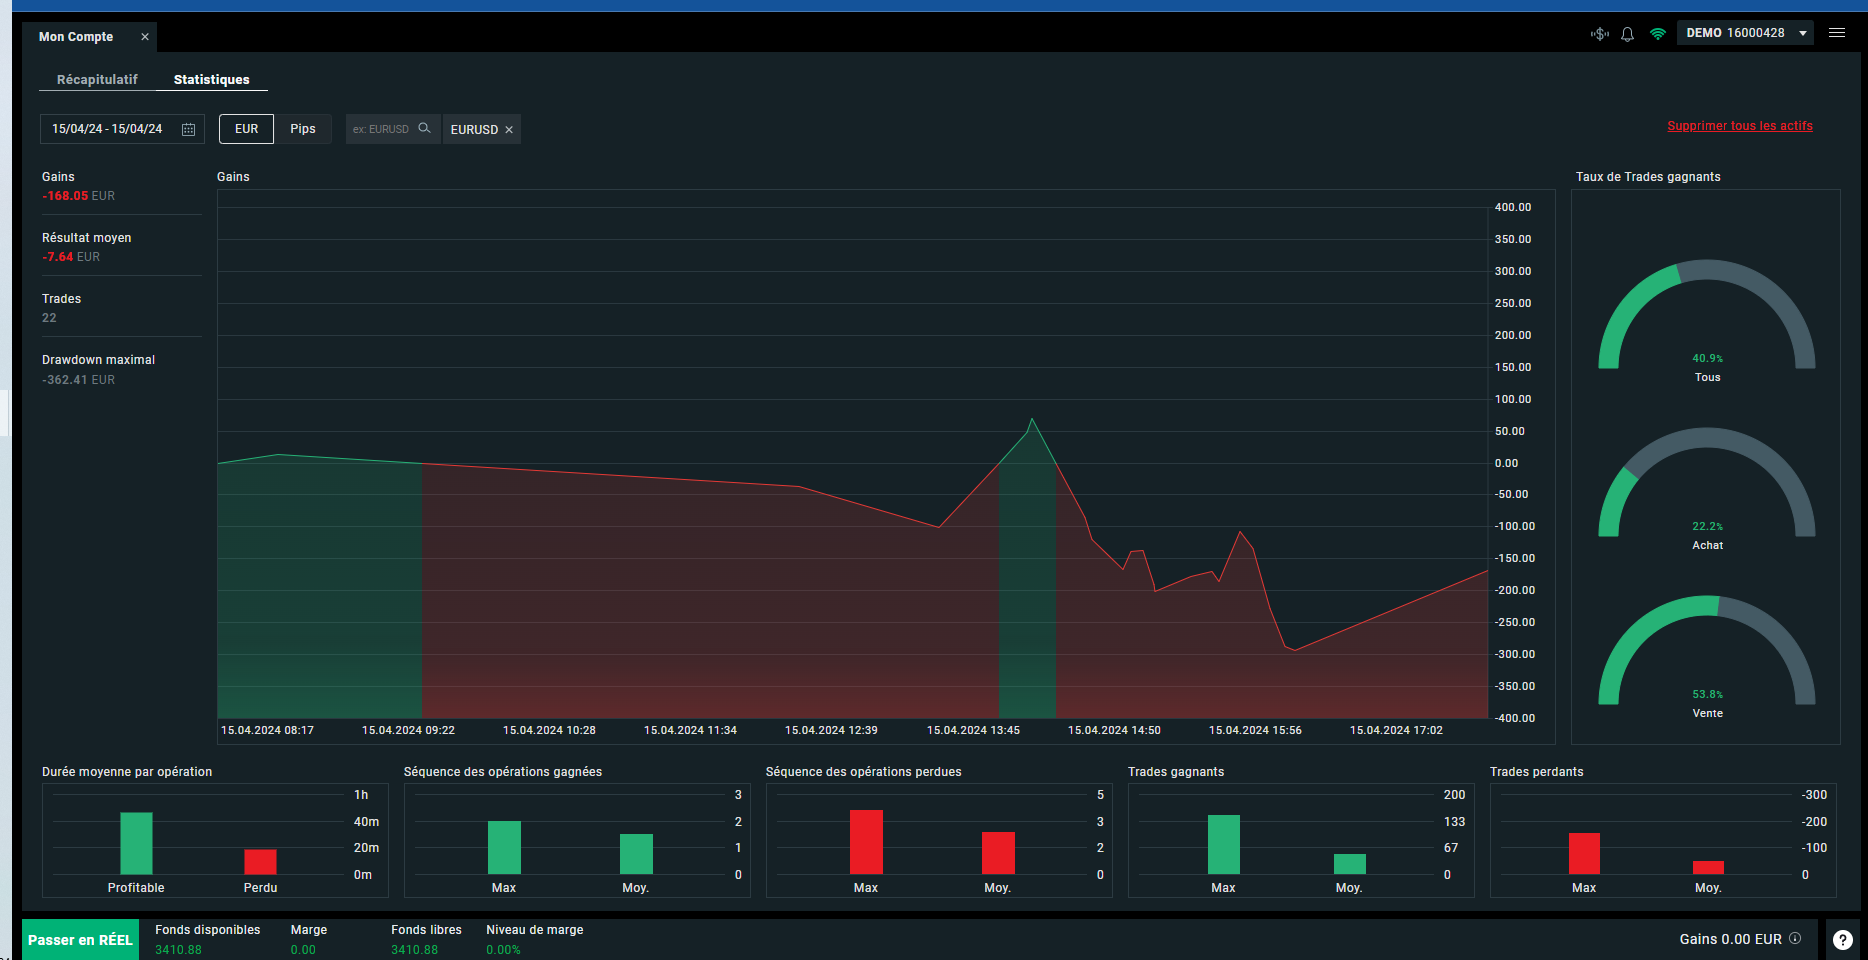 Mon Compte
DEMO 16000428
Récapitulatif
Statistiques
15/04/24 - 15/04/24
EUR
Pips
ex: EURUSD
EURUSD
Supprimer tous les actifs
Gains
-168.05 EUR
Résultat moyen
-7.64 EUR
Trades
22
Drawdown maximal
-362.41 EUR
Gains
400.00
350.00
300.00
250.00
200.00
150.00
100.00
50.00
0.00
-50.00
-100.00
-150.00
-200.00
-250.00
-300.00
-350.00
-400.00
15.04.2024 08:17
15.04.2024 09:22
15.04.2024 10:28
15.04.2024 11:34
15.04.2024 12:39
15.04.2024 13:45
15.04.2024 14:50
15.04.2024 15:56
15.04.2024 17:02
Taux de Trades gagnants
40.9%
Tous
22.2%
Achat
53.8%
Vente
Durée moyenne par opération
1h
40m
20m
0m
Profitable
Perdu
Séquence des opérations gagnées
3
2
1
0
Max
Moy.
Séquence des opérations perdues
5
3
2
0
Max
Moy.
Trades gagnants
200
133
67
0
Max
Moy.
Trades perdants
-300
-200
-100
0
Max
Moy.
Passer en RÉEL
Fonds disponibles
3410.88
Marge
0.00
Fonds libres
3410.88
Niveau de marge
0.00%
Gains 0.00 EUR